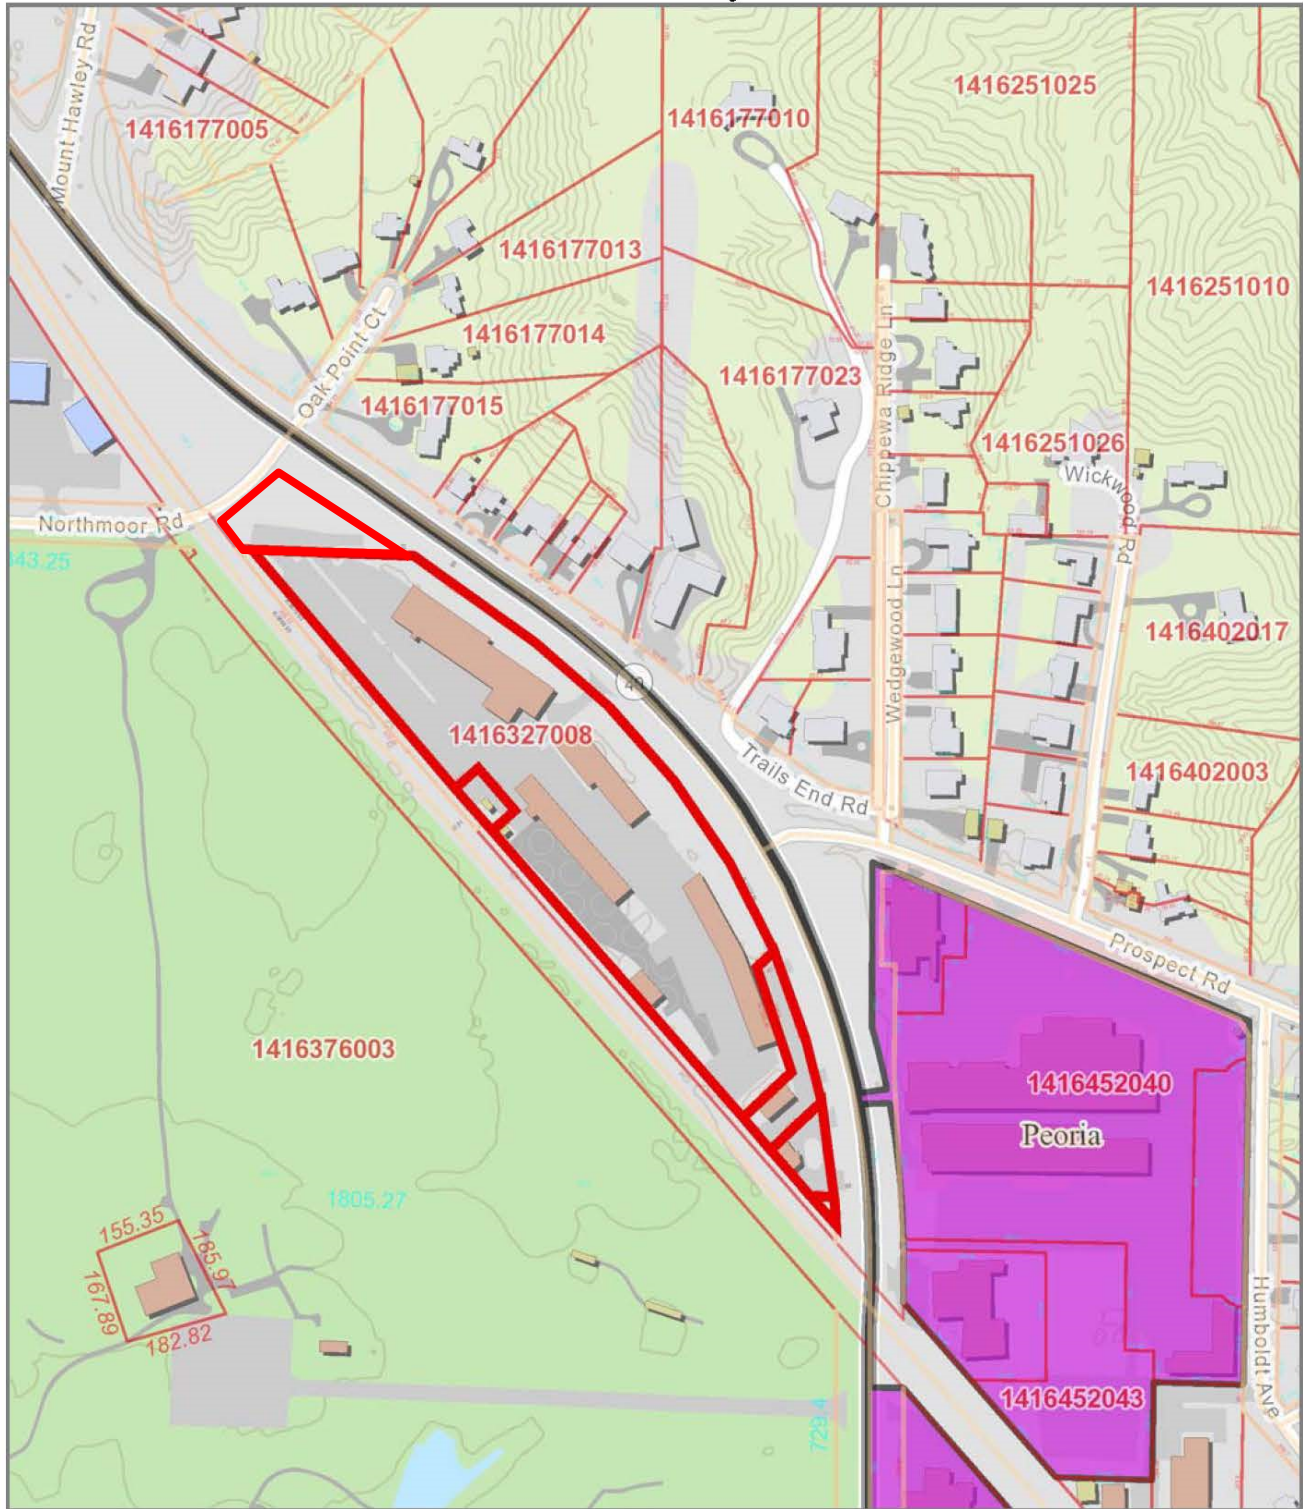 Mount Hawley Rd
1416251025
1416177010
1416177005
1416177013
1416251010
1416177014
Oak Point Ct
Chippewa Ridge Ln
1416177023
1416177015
1416251026
Wickwood Rd
Northmoor Rd
343.25
1416402017
Wedgewood Ln
40
1416327008
Trails End Rd
1416402003
Prospect Rd
1416376003
1416452040
Peoria
1805.27
155.35
185.97
167.89
182.82
Humboldt Ave
1416452043
729.4